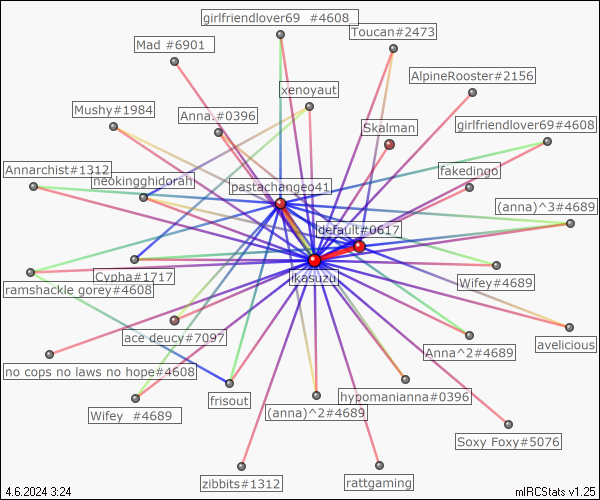 girlfriendlover69  #4608
Mad #6901
Toucan#2473
AlpineRooster#2156
xenoyaut
Mushy#1984
Anna.#0396
Skalman
girlfriendlover69#4608
Annarchist#1312
neokingghidorah
pastachangeo41
fakedingo
(anna)^3#4689
default#0617
Cypha#1717
ikasuzu
Wifey#4689
ramshackle gorey#4608
ace deucy#7097
Anna^2#4689
avelicious
no cops no laws no hope#4608
frisout
hypomanianna#0396
Wifey  #4689
(anna)^2#4689
Soxy Foxy#5076
zibbits#1312
rattgaming
4.6.2024 3:24
mIRCStats v1.25